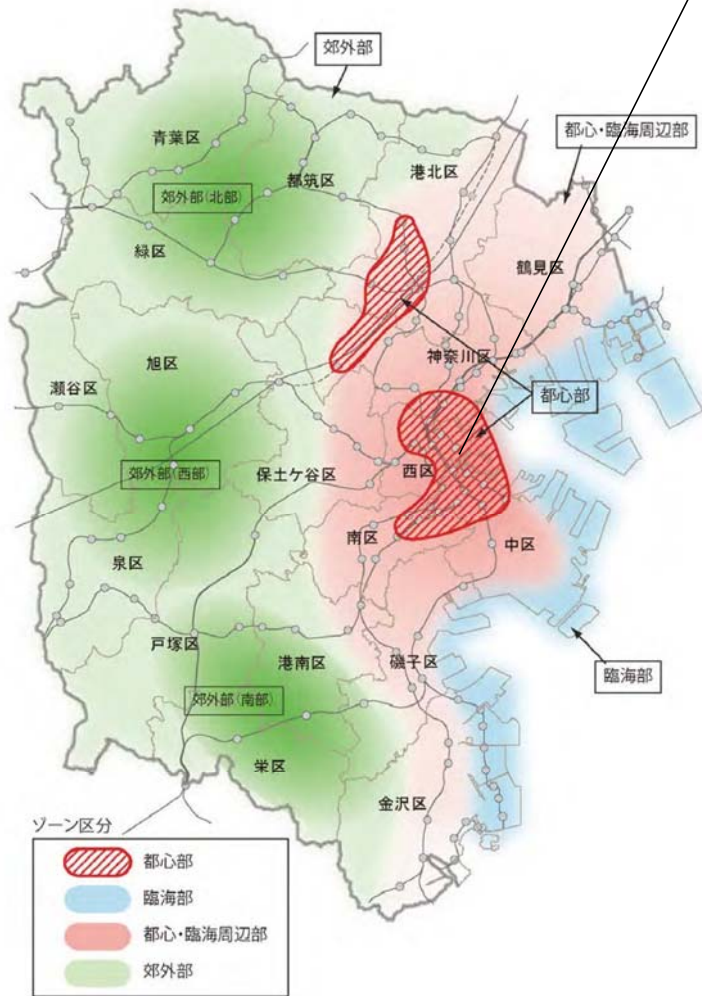 郊外部
青葉区
都心・臨海周辺部
港北区
都筑区
郊外部(北部)
緑区
鶴見区
旭区
神奈川区
瀬谷区
都心部
西区
郊外部(西部)
保土ケ谷区
南区
中区
泉区
戸塚区
港南区
磯子区
臨海部
郊外部(南部)
栄区
金沢区
ゾーン区分
都心部
臨海部
都心・臨海周辺部
郊外部